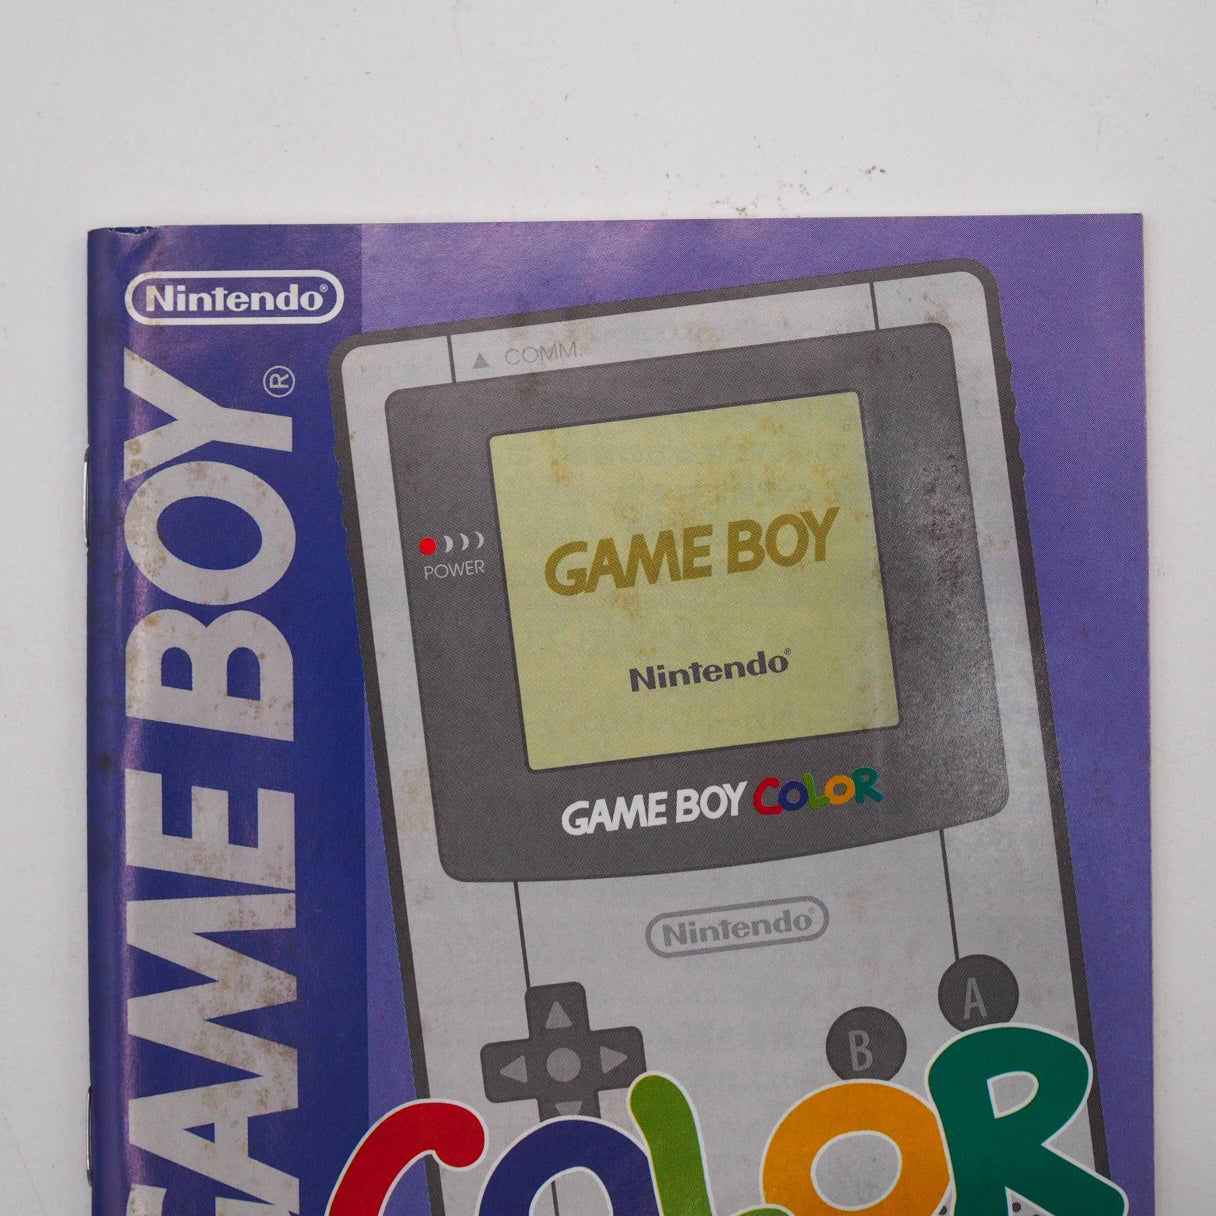 Nintendo®
GAME BOY®
COMM.
POWER
GAME BOY
Nintendo®
GAME BOY COLOR
Nintendo®
A
B
COLOR